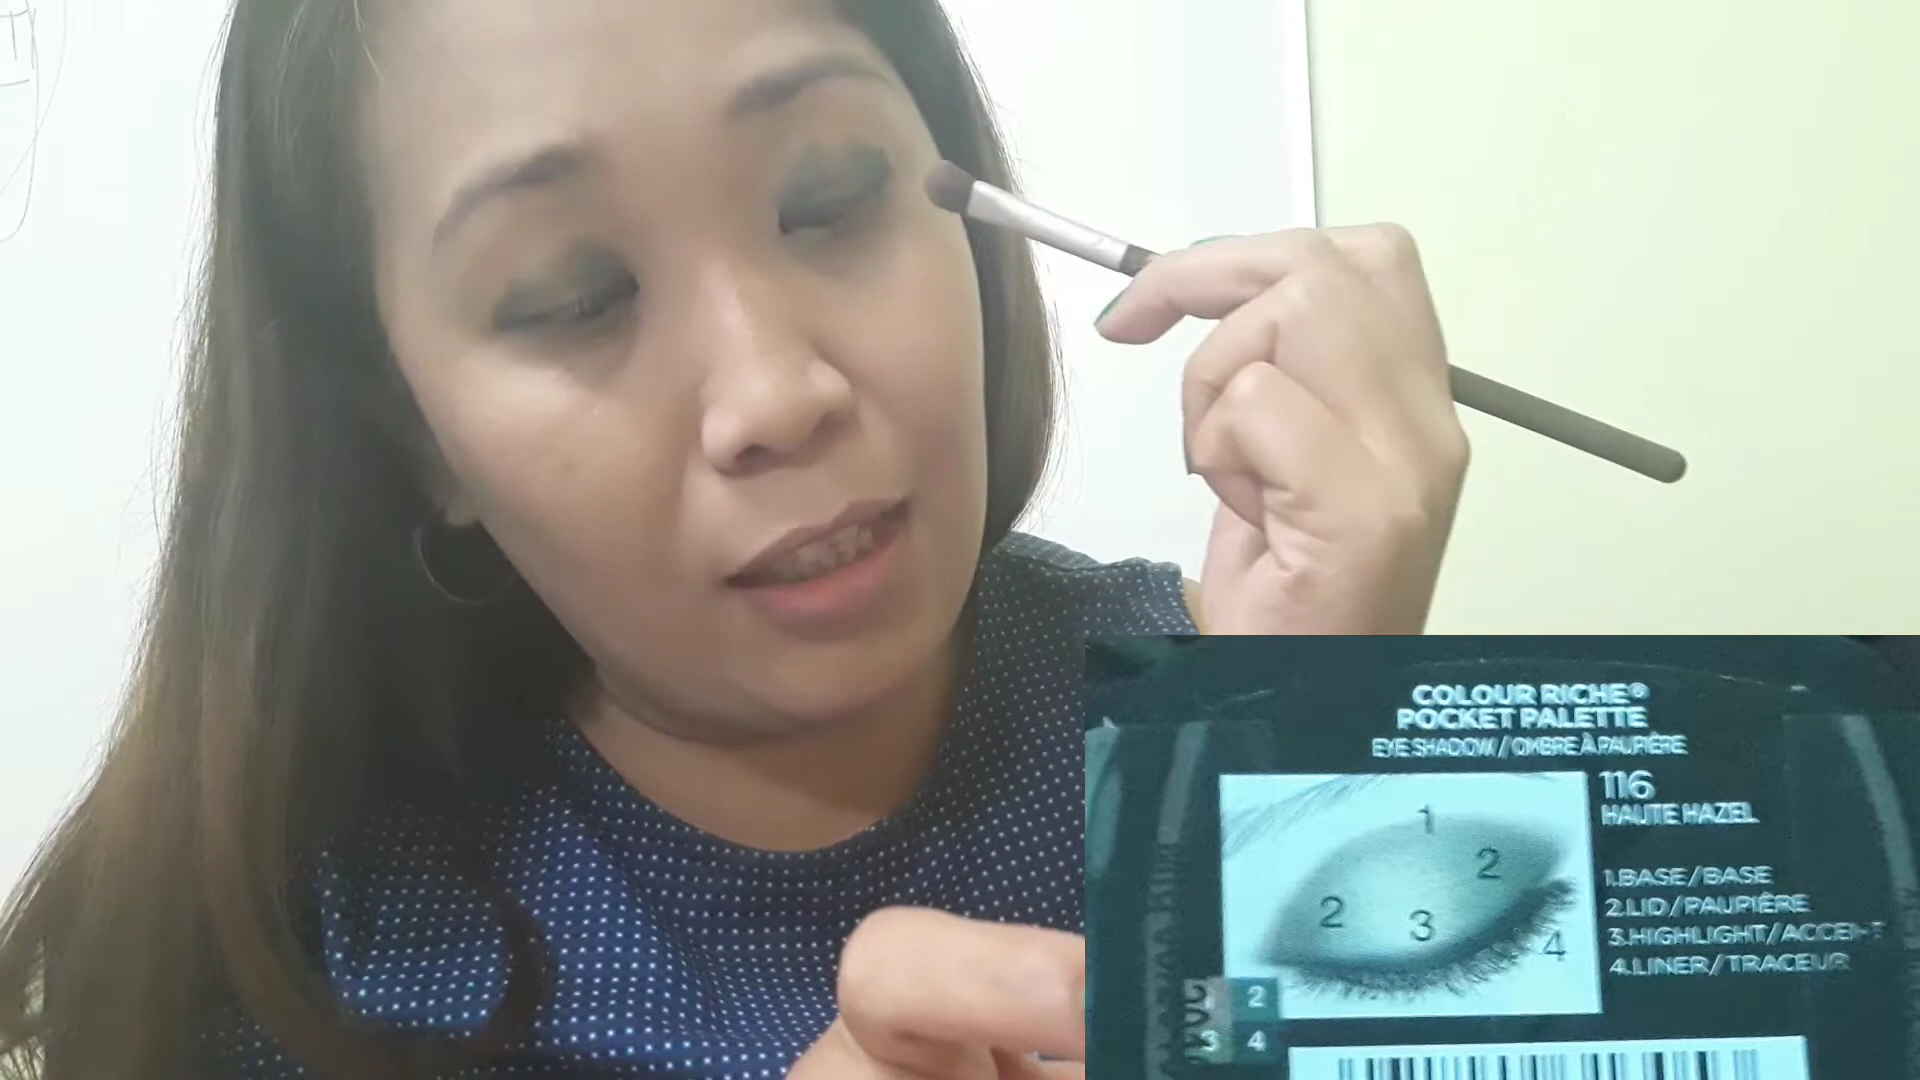 COLOUR RICHE®
POCKET PALETTE
EYE SHADOW / OMBRE À PAUPIÈRE
116
HAUTE HAZEL
1
2
2
3
4
1.BASE/BASE
2.LID/PAUPIÈRE
3.HIGHLIGHT/ACCENT
4.LINER/TRACEUR
2
3 4